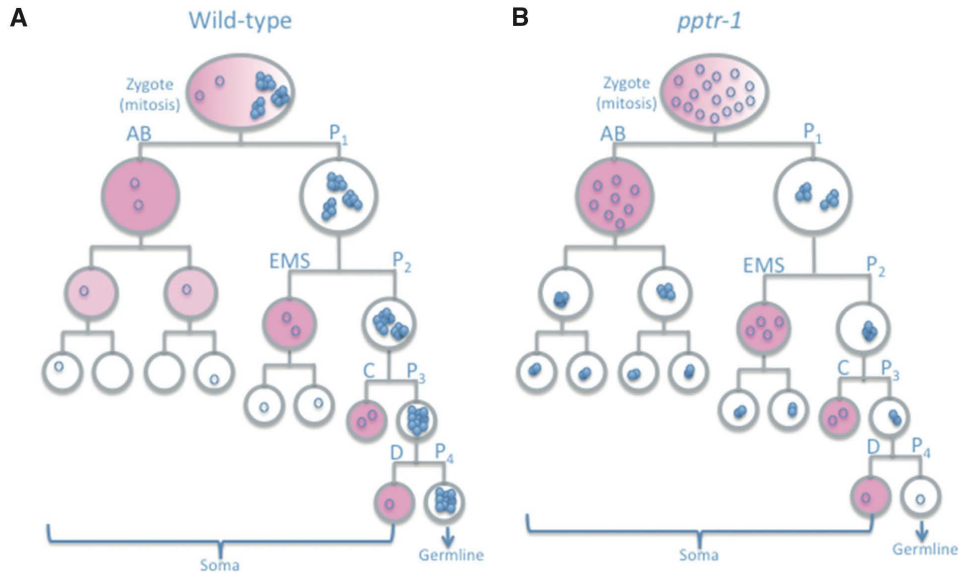 A
Wild-type
Zygote
(mitosis)
AB
P1
EMS
P2
C
P3
D
P4
Soma
Germline
B
pptr-1
Zygote
(mitosis)
AB
P1
EMS
P2
C
P3
D
P4
Soma
Germline